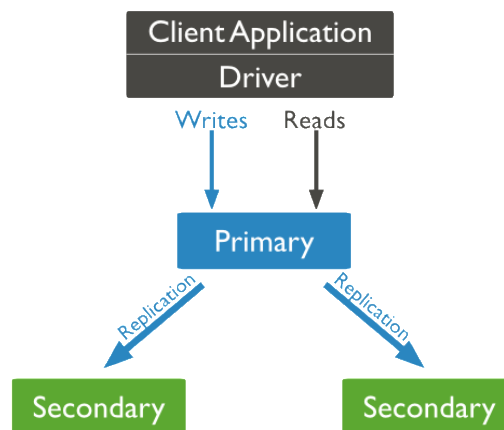 Client Application
Driver
Writes Reads
Primary
Replication Replication
Secondary Secondary